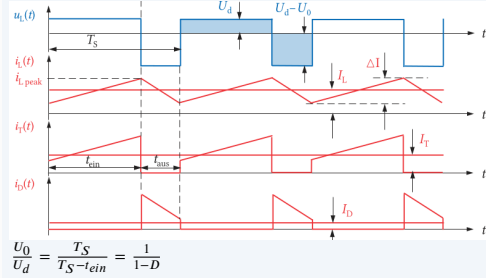 u_L(t)
U_d
U_d−U_0
T_S
t
i_L(t)
i_L peak
I_L
ΔI
t
i_T(t)
I_T
t_ein
t_aus
t
i_D(t)
I_D
t
U_0/U_d = T_S/(T_S−t_ein) = 1/(1−D)